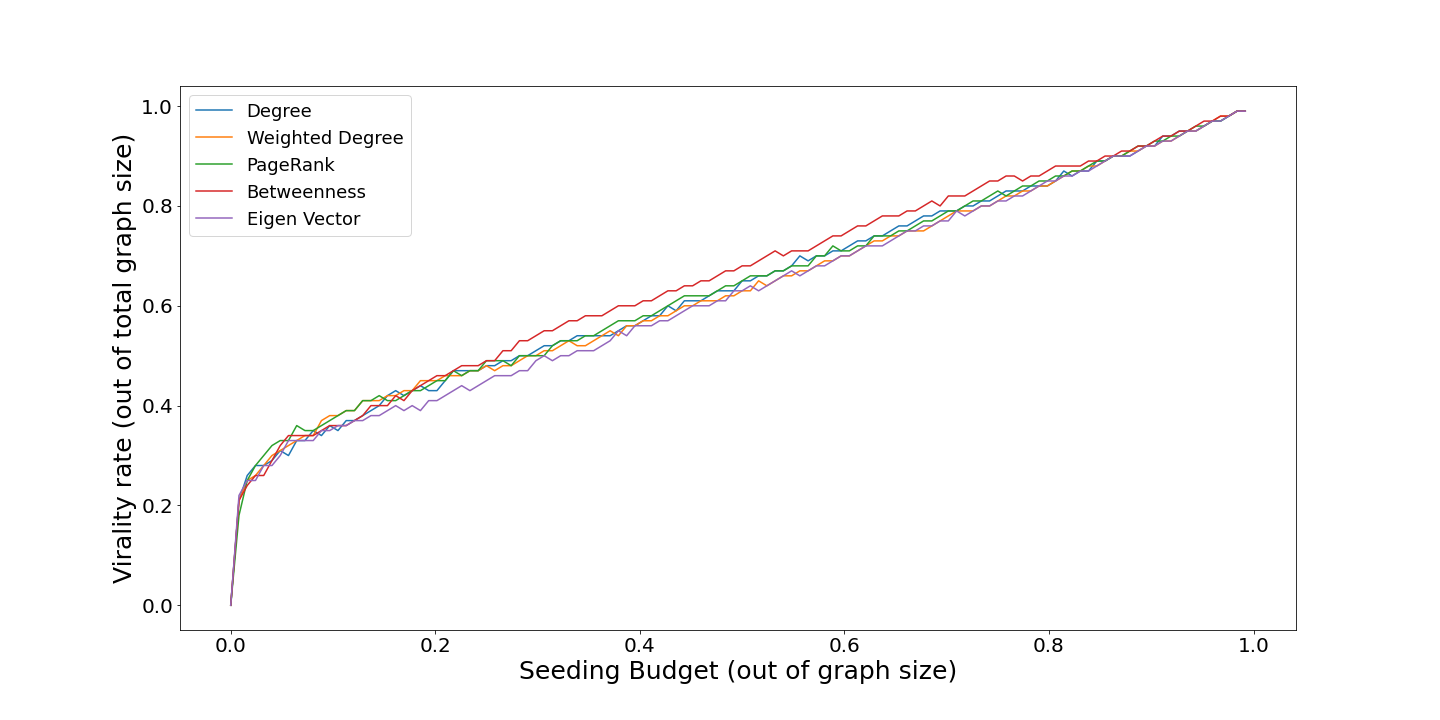 Degree
Weighted Degree
PageRank
Betweenness
Eigen Vector
Virality rate (out of total graph size)
1.0
0.8
0.6
0.4
0.2
0.0
0.0 0.2 0.4 0.6 0.8 1.0
Seeding Budget (out of graph size)